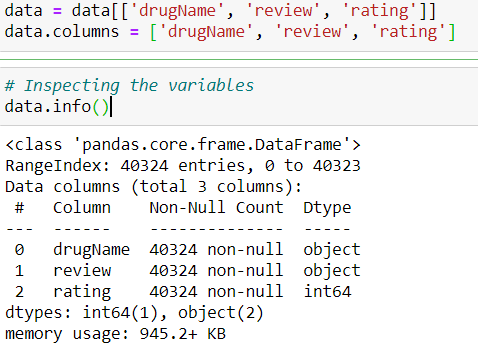 data = data[['drugName', 'review', 'rating']]
data.columns = ['drugName', 'review', 'rating']
# Inspecting the variables
data.info()
<class 'pandas.core.frame.DataFrame'>
RangeIndex: 40324 entries, 0 to 40323
Data columns (total 3 columns):
 #   Column    Non-Null Count  Dtype
---  ------    --------------  -----
 0   drugName  40324 non-null  object
 1   review    40324 non-null  object
 2   rating    40324 non-null  int64
dtypes: int64(1), object(2)
memory usage: 945.2+ KB